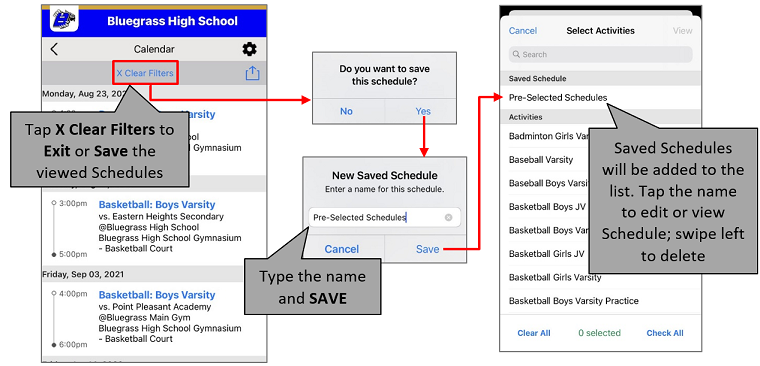 Bluegrass High School
Calendar
X Clear Filters
Monday, Aug 23, 202
Basketball: Boys Varsity
School
School Gymnasium
Tap X Clear Filters to
Exit or Save the
viewed Schedules
3:00pm
Basketball: Boys Varsity
vs. Eastern Heights Secondary
@Bluegrass High School
Bluegrass High School Gymnasium
- Basketball Court
5:00pm
Friday, Sep 03, 2021
4:00pm
Basketball: Boys Varsity
vs. Point Pleasant Academy
@Bluegrass Main Gym
Bluegrass High School Gymnasium
- Basketball Court
6:00pm
Do you want to save
this schedule?
No
Yes
New Saved Schedule
Enter a name for this schedule.
Pre-Selected Schedules
Cancel
Save
Type the name
and SAVE
Cancel
Select Activities
View
Search
Saved Schedule
Pre-Selected Schedules
Activities
Badminton Girls Var
Baseball Varsity
Baseball Boys Varsi
Basketball Boys JV
Basketball Boys Var
Basketball Girls JV
Basketball Girls Varsity
Basketball Boys Varsity Practice
Saved Schedules
will be added to the
list. Tap the name
to edit or view
Schedule; swipe left
to delete
Clear All
0 selected
Check All